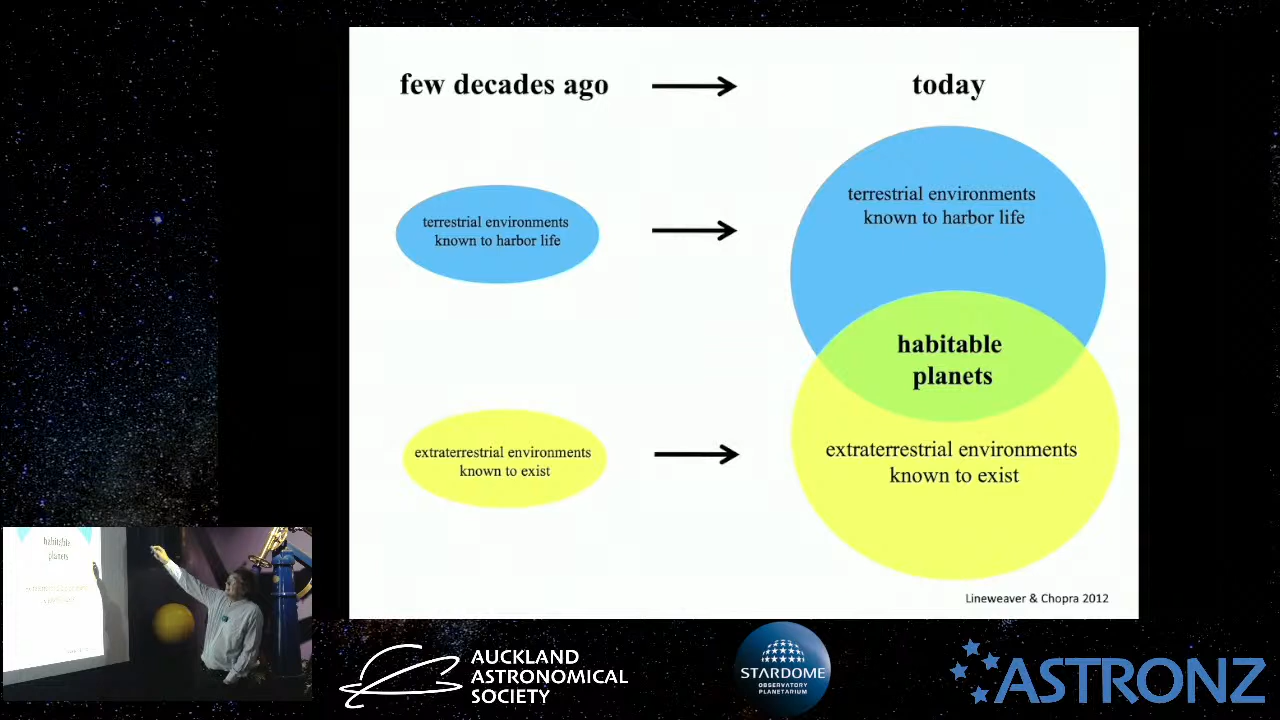 few decades ago
today
terrestrial environments
known to harbor life
terrestrial environments
known to harbor life
habitable
planets
extraterrestrial environments
known to exist
extraterrestrial environments
known to exist
Lineweaver & Chopra 2012
habitable
planets
AUCKLAND
ASTRONOMICAL
SOCIETY
STARDOME
OBSERVATORY
PLANETARIUM
ASTRONZ